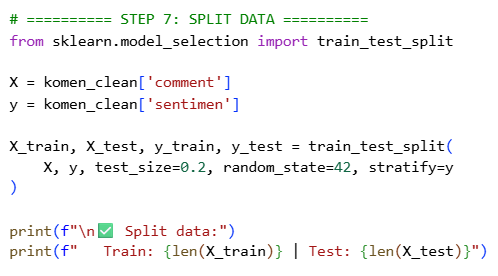 # ========== STEP 7: SPLIT DATA ==========
from sklearn.model_selection import train_test_split

X = komen_clean['comment']
y = komen_clean['sentimen']

X_train, X_test, y_train, y_test = train_test_split(
    X, y, test_size=0.2, random_state=42, stratify=y
)

print(f"\n✅ Split data:")
print(f"   Train: {len(X_train)} | Test: {len(X_test)}")